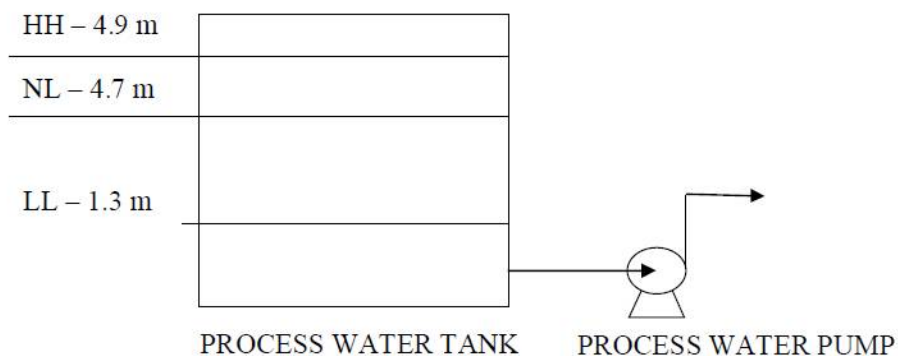 HH – 4.9 m
NL – 4.7 m
LL – 1.3 m
PROCESS WATER TANK
PROCESS WATER PUMP